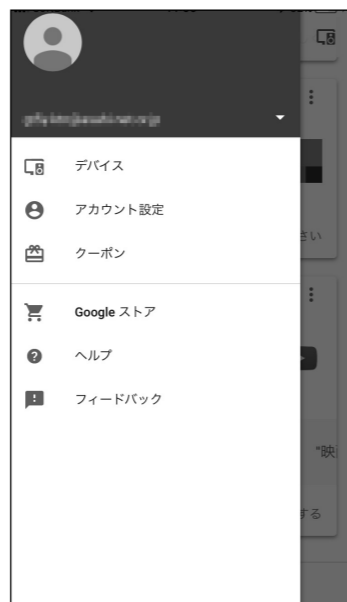 デバイス
アカウント設定
クーポン
Google ストア
ヘルプ
フィードバック
さい
"映
する